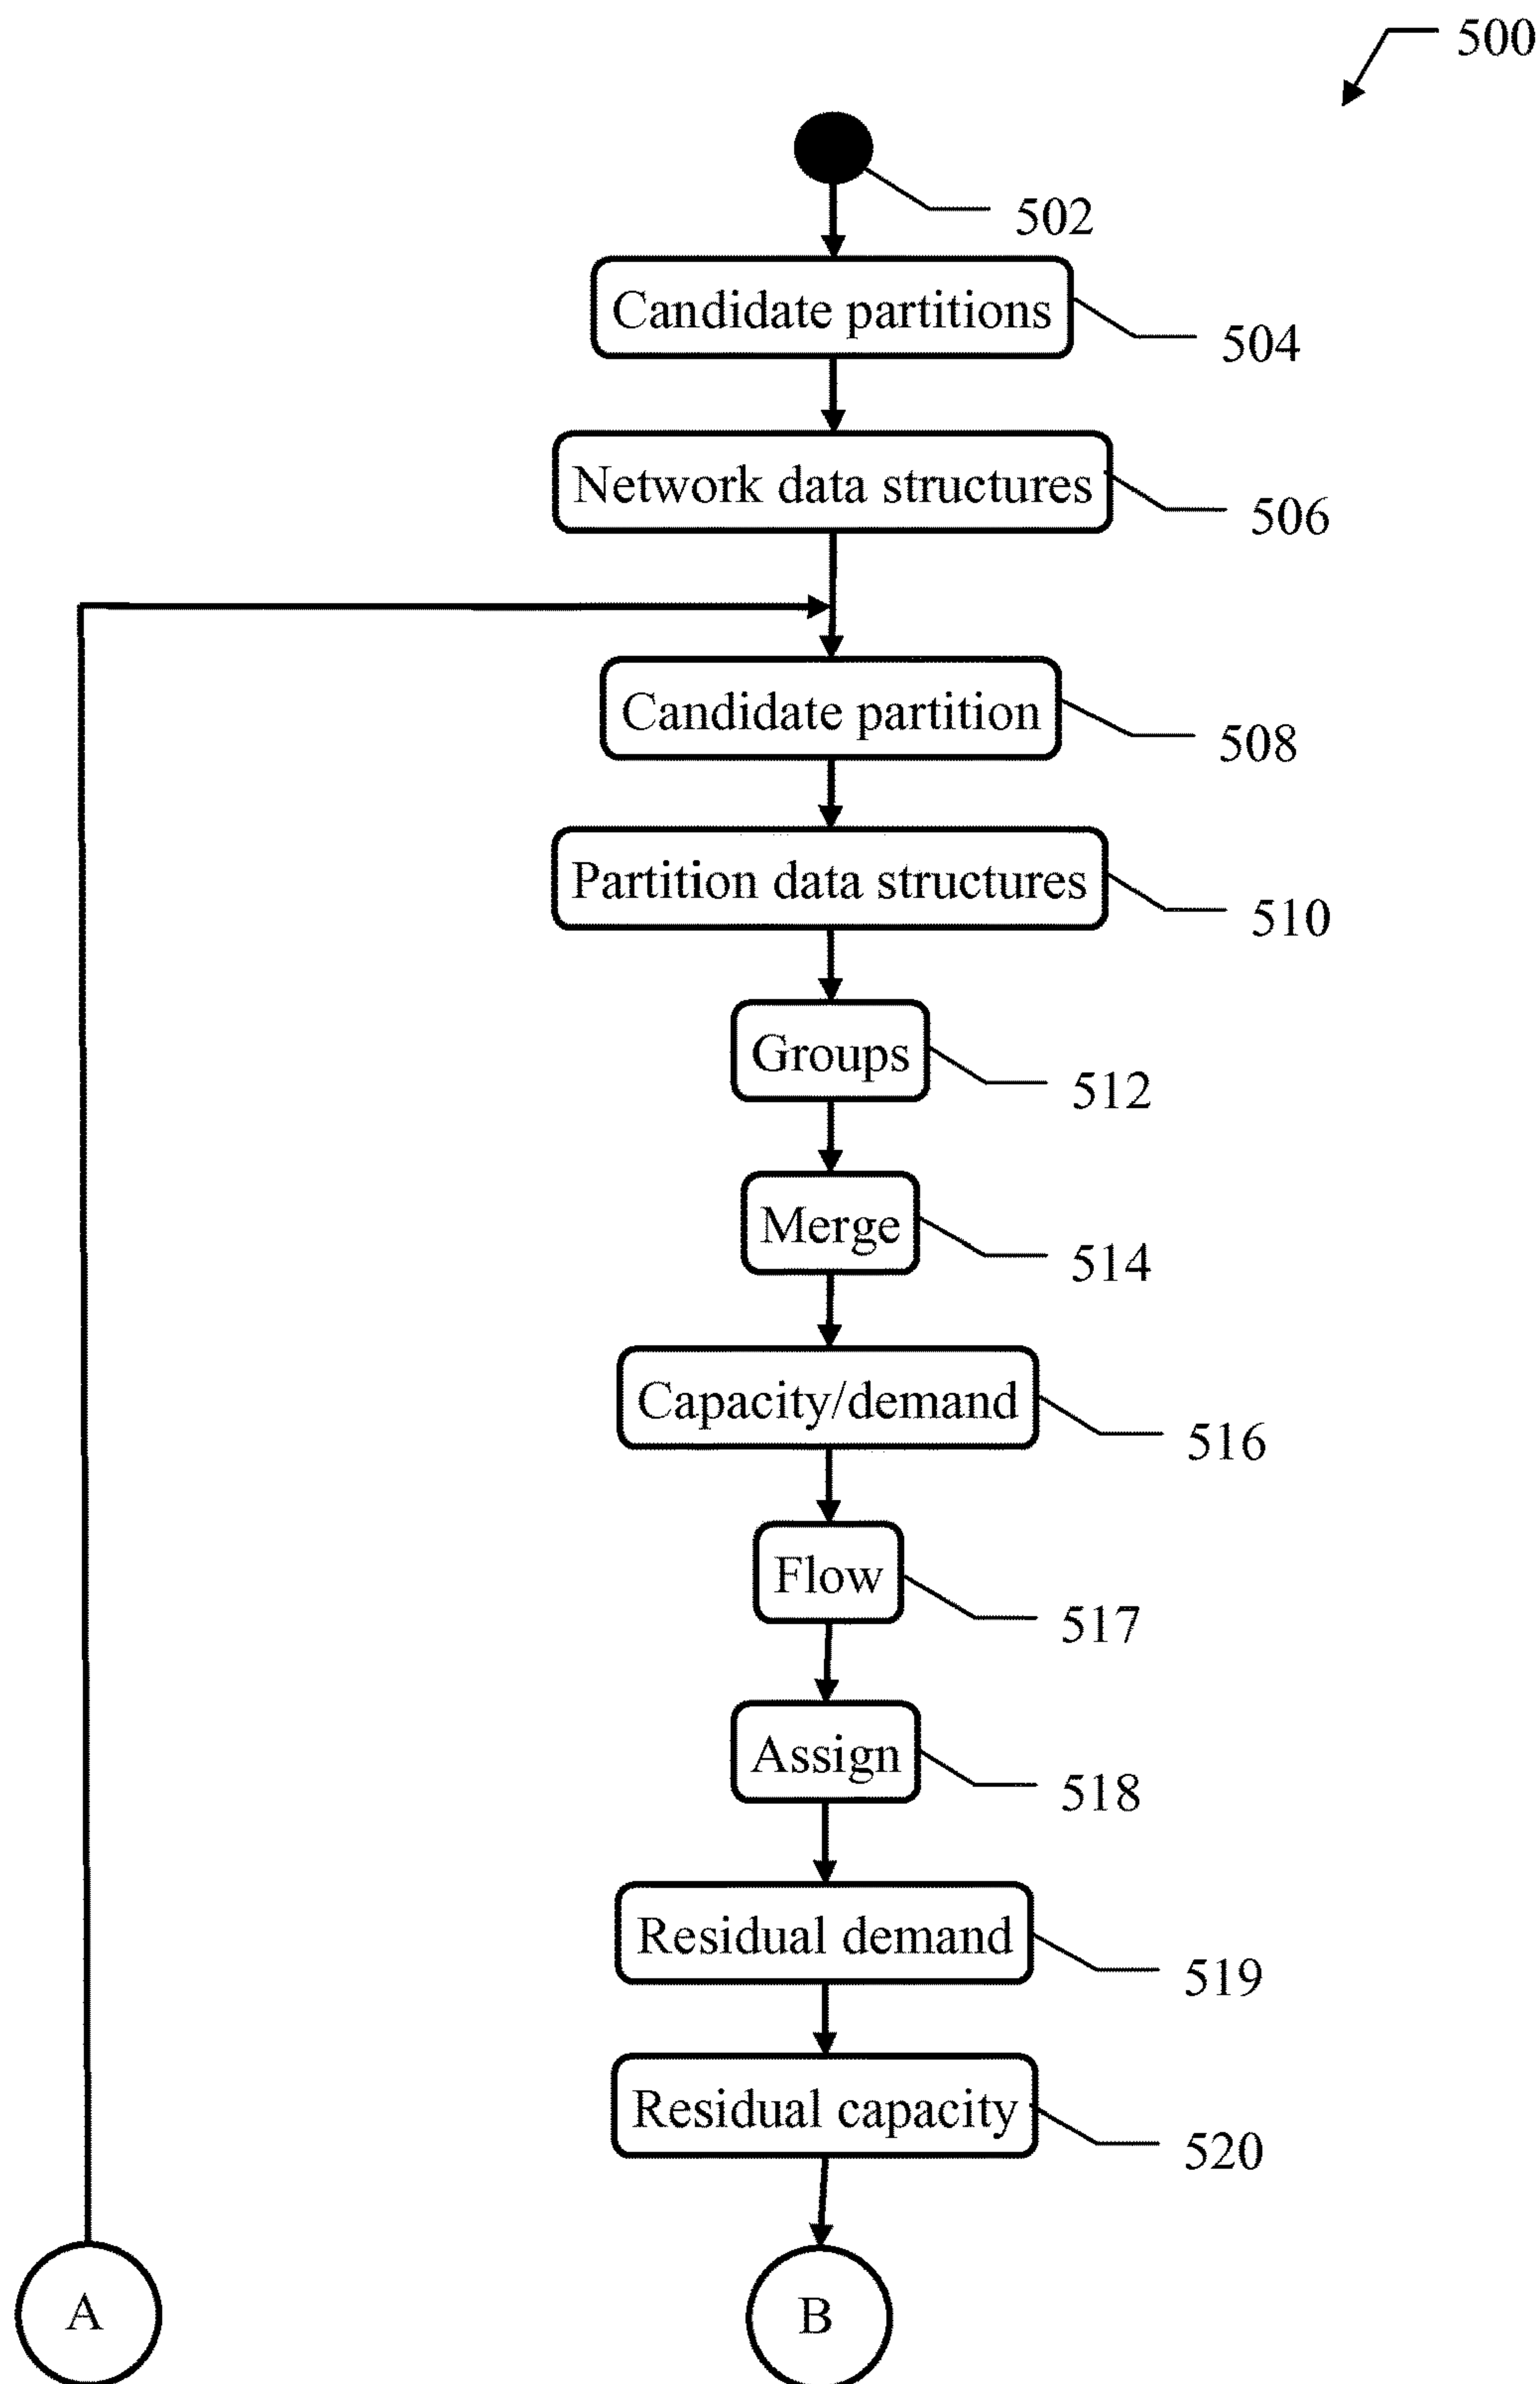 500
502
Candidate partitions
504
Network data structures
506
Candidate partition
508
Partition data structures
510
Groups
512
Merge
514
Capacity/demand
516
Flow
517
Assign
518
Residual demand
519
Residual capacity
520
A
B